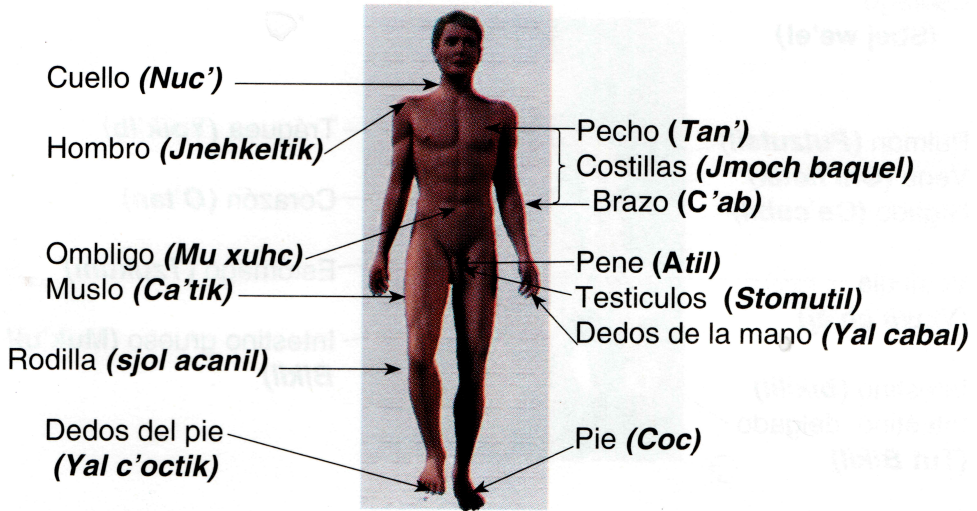 Cuello (Nuc')
Hombro (Jnehkeltik)
Ombligo (Mu xuhc)
Muslo (Ca'tik)
Rodilla (sjol acanil)
Dedos del pie
(Yal c'octik)
Pecho (Tan')
Costillas (Jmoch baquel)
Brazo (C'ab)
Pene (Atil)
Testiculos (Stomutil)
Dedos de la mano (Yal cabal)
Pie (Coc)